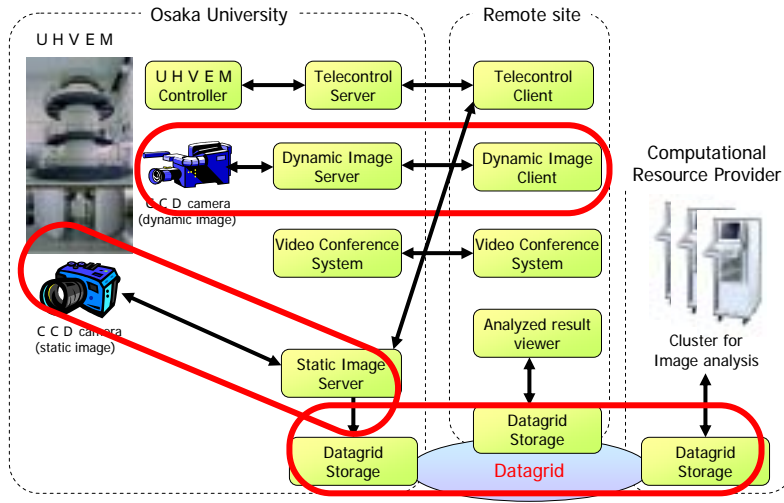 Osaka University
Remote site
U H V E M
U H V E M
Controller
Telecontrol
Server
Telecontrol
Client
Dynamic Image
Server
Dynamic Image
Client
C C D camera
(dynamic image)
Computational
Resource Provider
Video Conference
System
Video Conference
System
C C D camera
(static image)
Analyzed result
viewer
Cluster for
Image analysis
Static Image
Server
Datagrid
Storage
Datagrid
Storage
Datagrid
Datagrid
Storage